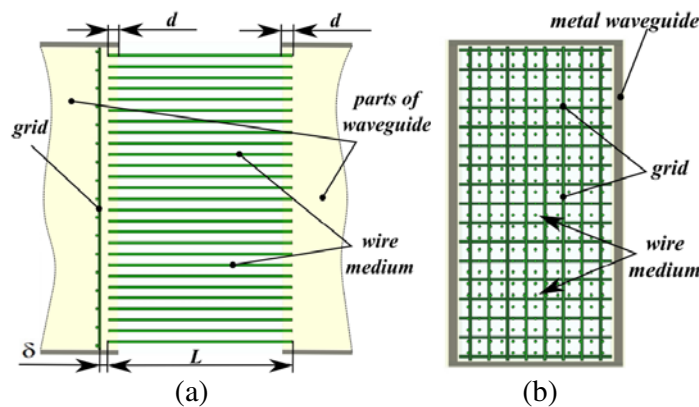 d
d
metal waveguide
parts of
waveguide
grid
grid
wire
medium
wire
medium
δ
L
(a)
(b)